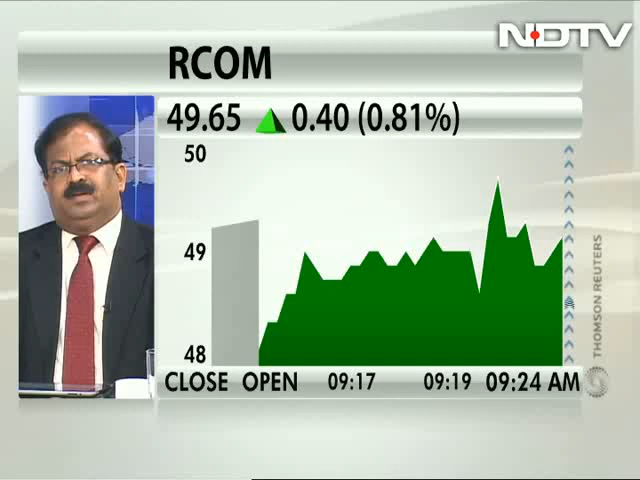 NDTV
RCOM
49.65 ▲ 0.40 (0.81%)
50
49
48
CLOSE OPEN 09:17 09:19 09:24 AM
THOMSON REUTERS